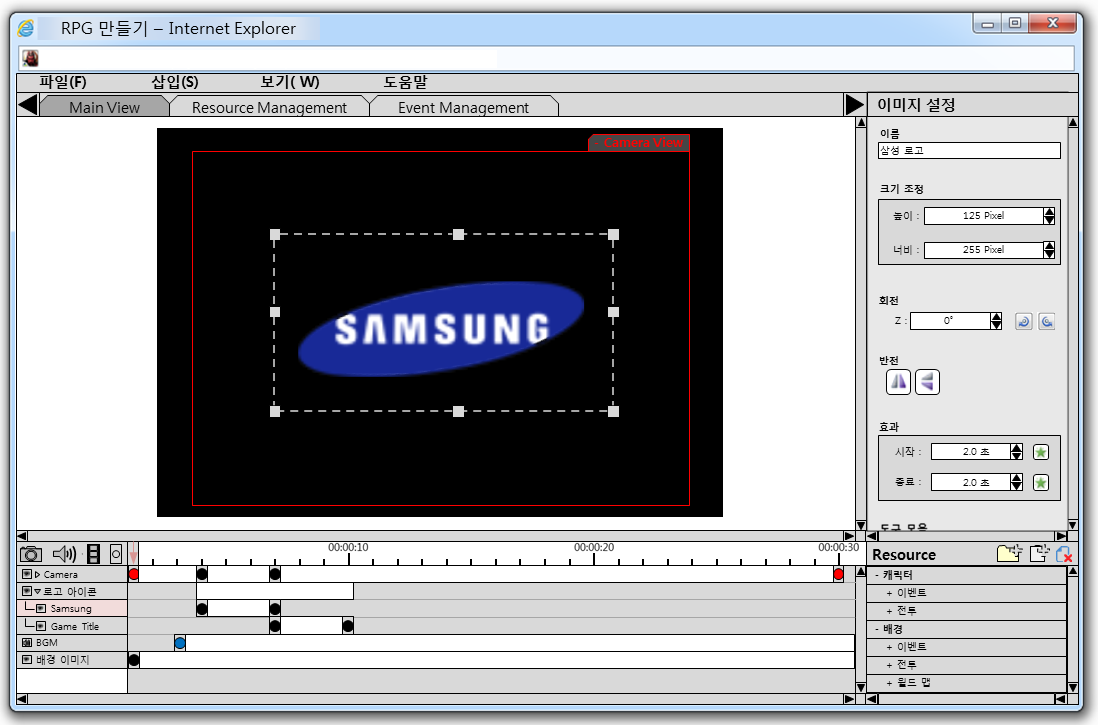 RPG 만들기 – Internet Explorer
파일(F) 삽입(S) 보기( W) 도움말
Main View Resource Management Event Management 이미지 설정
Camera View
이름
삼성 로고
크기 조정
높이 : 125 Pixel
너비 : 255 Pixel
SAMSUNG
회전
Z : 0°
반전
효과
시작 : 2.0 초
종료 : 2.0 초
도구 모음
00:00:10 00:00:20 00:00:30
Resource
Camera
로고 아이콘
Samsung
Game Title
BGM
배경 이미지
- 캐릭터
+ 이벤트
+ 전투
- 배경
+ 이벤트
+ 전투
+ 월드 맵